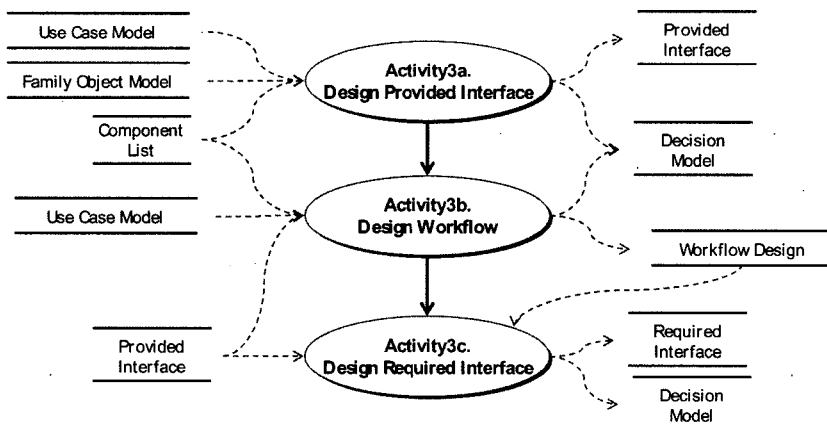 Use Case Model
Family Object Model
Component
List
Use Case Model
Provided
Interface
Activity3a.
Design Provided Interface
Activity3b.
Design Workflow
Activity3c.
Design Required Interface
Provided
Interface
Decision
Model
Workflow Design
Required
Interface
Decision
Model